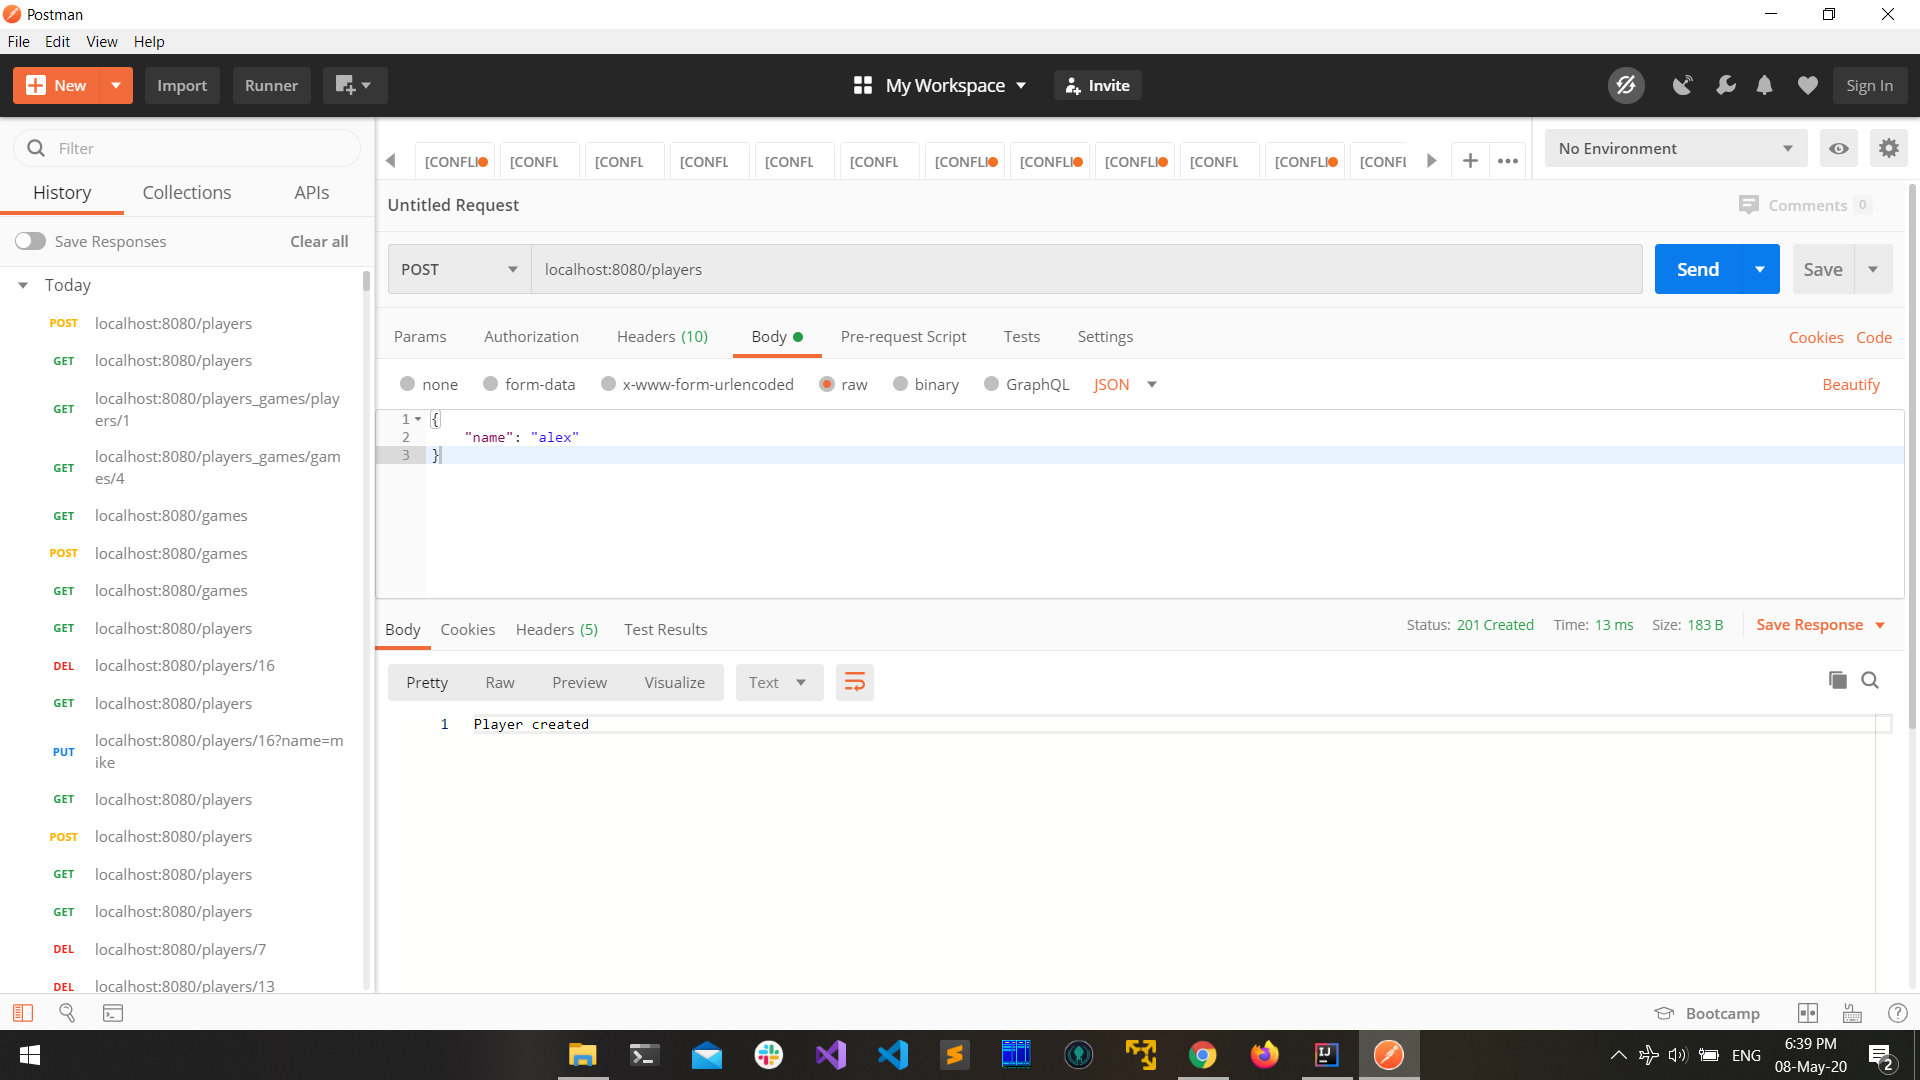 Postman
File Edit View Help
New Import Runner My Workspace Invite Sign In
Filter
History Collections APIs
Save Responses Clear all
Today
POST localhost:8080/players
GET localhost:8080/players
GET localhost:8080/players_games/play
ers/1
GET localhost:8080/players_games/gam
es/4
GET localhost:8080/games
POST localhost:8080/games
GET localhost:8080/games
GET localhost:8080/players
DEL localhost:8080/players/16
GET localhost:8080/players
PUT localhost:8080/players/16?name=m
ike
GET localhost:8080/players
POST localhost:8080/players
GET localhost:8080/players
GET localhost:8080/players
DEL localhost:8080/players/7
DEL localhost:8080/players/13
[CONFLI [CONFL [CONFL [CONFL [CONFL [CONFL [CONFLI [CONFLI [CONFLI [CONFL [CONFLI [CONFL
No Environment
Untitled Request Comments 0
POST localhost:8080/players Send Save
Params Authorization Headers (10) Body Pre-request Script Tests Settings Cookies Code
none form-data x-www-form-urlencoded raw binary GraphQL JSON Beautify
1 {
2 "name": "alex"
3 }
Body Cookies Headers (5) Test Results Status: 201 Created Time: 13 ms Size: 183 B Save Response
Pretty Raw Preview Visualize Text
1 Player created
Bootcamp
IJ ENG 6:39 PM
08-May-20 2